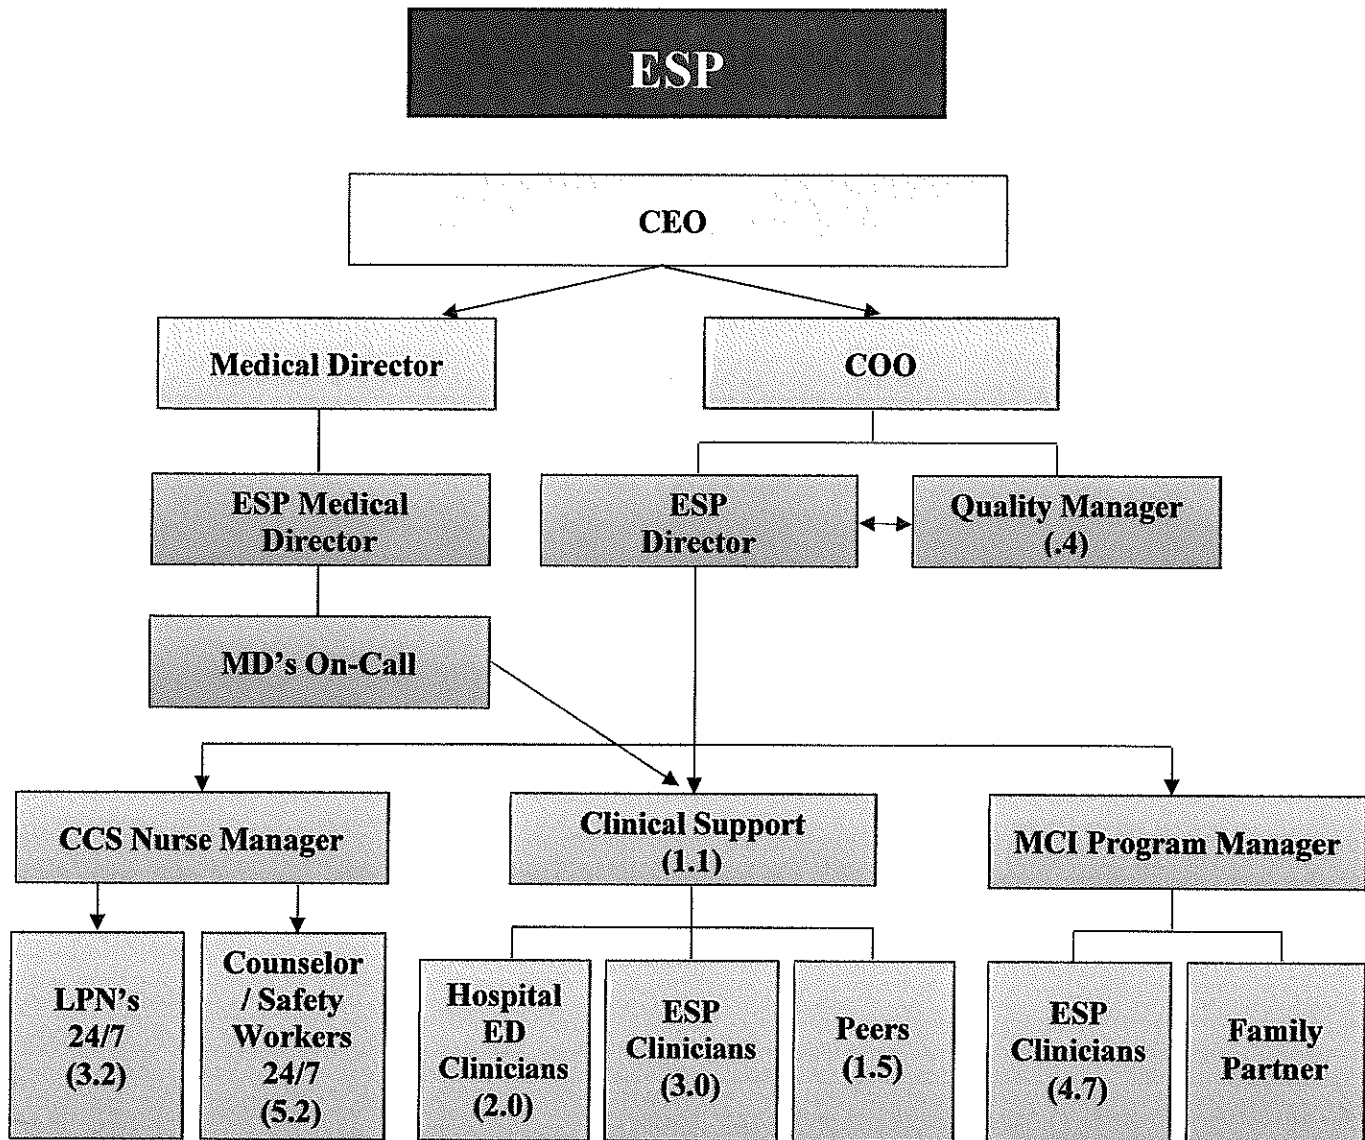 ESP
CEO
Medical Director
COO
ESP Medical
Director
ESP
Director
Quality Manager
(.4)
MD’s On-Call
CCS Nurse Manager
Clinical Support
(1.1)
MCI Program Manager
LPN’s
24/7
(3.2)
Counselor
/ Safety
Workers
24/7
(5.2)
Hospital
ED
Clinicians
(2.0)
ESP
Clinicians
(3.0)
Peers
(1.5)
ESP
Clinicians
(4.7)
Family
Partner